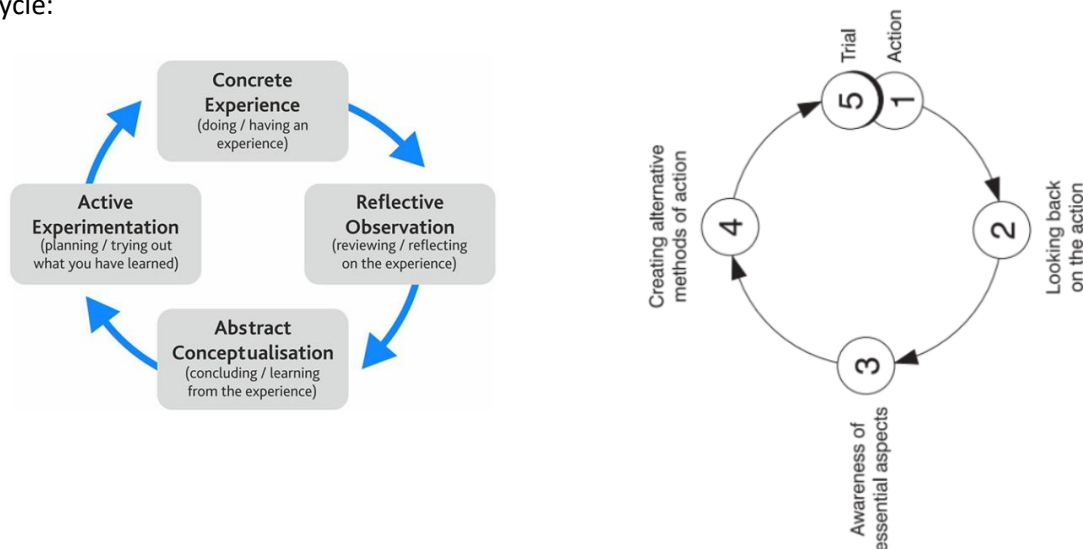 ycle:
Concrete
Experience
(doing / having an
experience)
Reflective
Observation
(reviewing / reflecting
on the experience)
Abstract
Conceptualisation
(concluding / learning
from the experience)
Active
Experimentation
(planning / trying out
what you have learned)
Action
1
Looking back
on the action
2
Awareness of
essential aspects
3
Creating alternative
methods of action
4
Trial
5